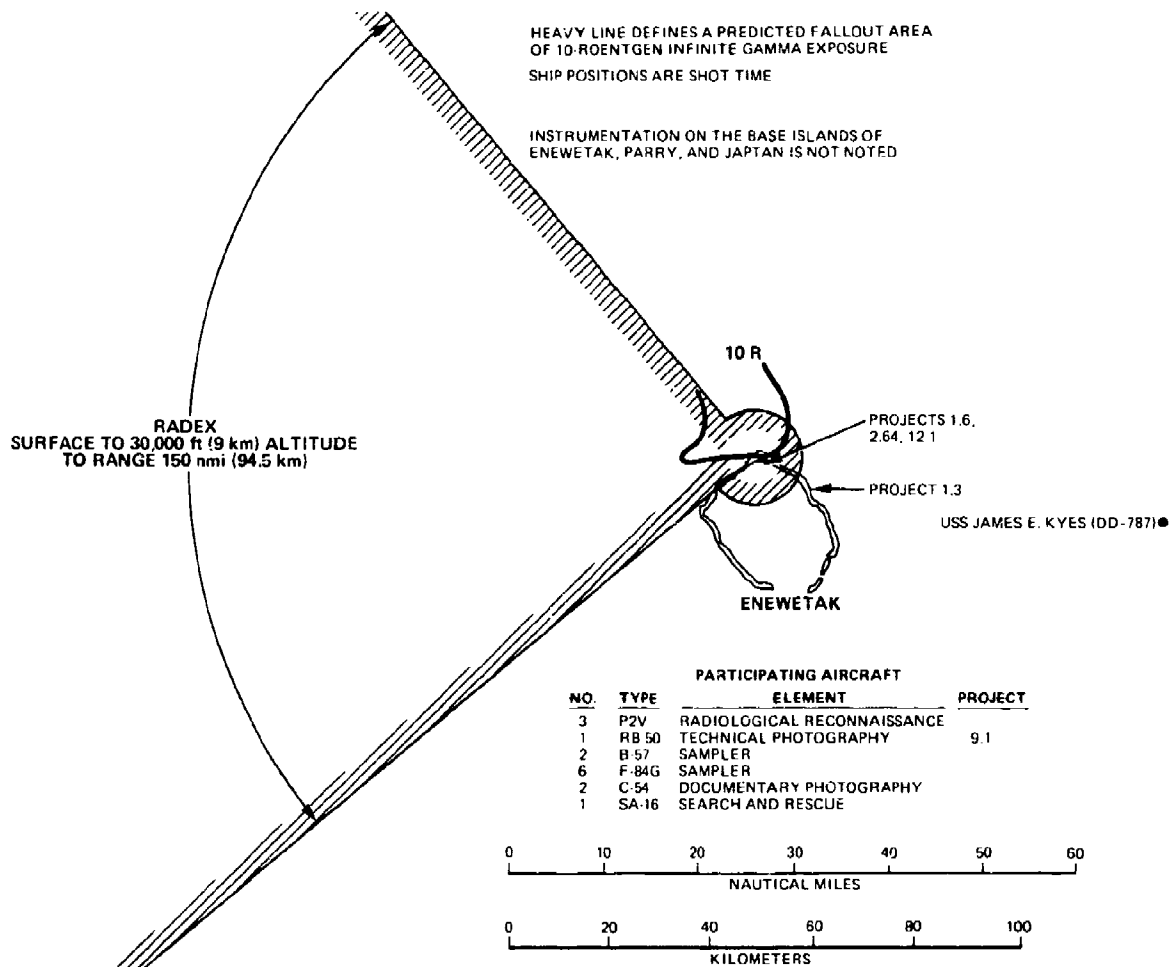 HEAVY LINE DEFINES A PREDICTED FALLOUT AREA
OF 10-ROENTGEN INFINITE GAMMA EXPOSURE
SHIP POSITIONS ARE SHOT TIME
INSTRUMENTATION ON THE BASE ISLANDS OF
ENEWETAK, PARRY, AND JAPTAN IS NOT NOTED
10 R
RADEX
SURFACE TO 30,000 ft (9 km) ALTITUDE
TO RANGE 150 nmi (94.5 km)
PROJECTS 1.6,
2.64, 12.1
PROJECT 1.3
USS JAMES E. KYES (DD-787)
ENEWETAK
PARTICIPATING AIRCRAFT
NO. TYPE ELEMENT PROJECT
3 P2V RADIOLOGICAL RECONNAISSANCE
1 RB-50 TECHNICAL PHOTOGRAPHY 9.1
2 B-57 SAMPLER
6 F-84G SAMPLER
2 C-54 DOCUMENTARY PHOTOGRAPHY
1 SA-16 SEARCH AND RESCUE
0 10 20 30 40 50 60
NAUTICAL MILES
0 20 40 60 80 100
KILOMETERS